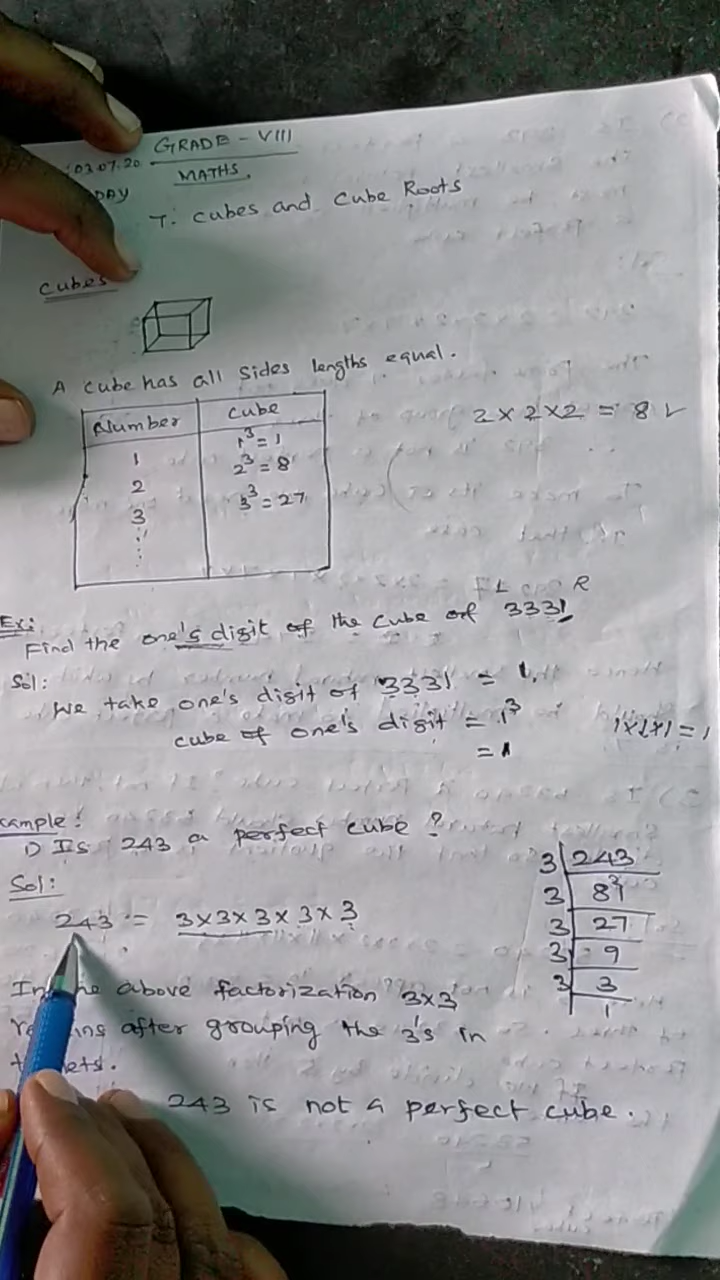 GRADE - VIII
03.07.20
MATHS.
DAY
7. Cubes and Cube Roots
Cubes
A cube has all sides lengths equal.
Number Cube
1 1³ = 1
2 2³ = 8
3 3³ = 27
2 × 2 × 2 = 8
L R
Ex:
Find the one's digit of the cube of 3331
Sol:
We take one's digit of 3331 = 1.
cube of one's digit = 1³
= 1
1×1×1 = 1
xample:
1) Is 243 a perfect cube?
Sol:
243 = 3×3×3×3×3
3 243
3 81
3 27
3 9
3 3
1
In the above factorization 3×3
after grouping the 3's in
243 is not a perfect cube.